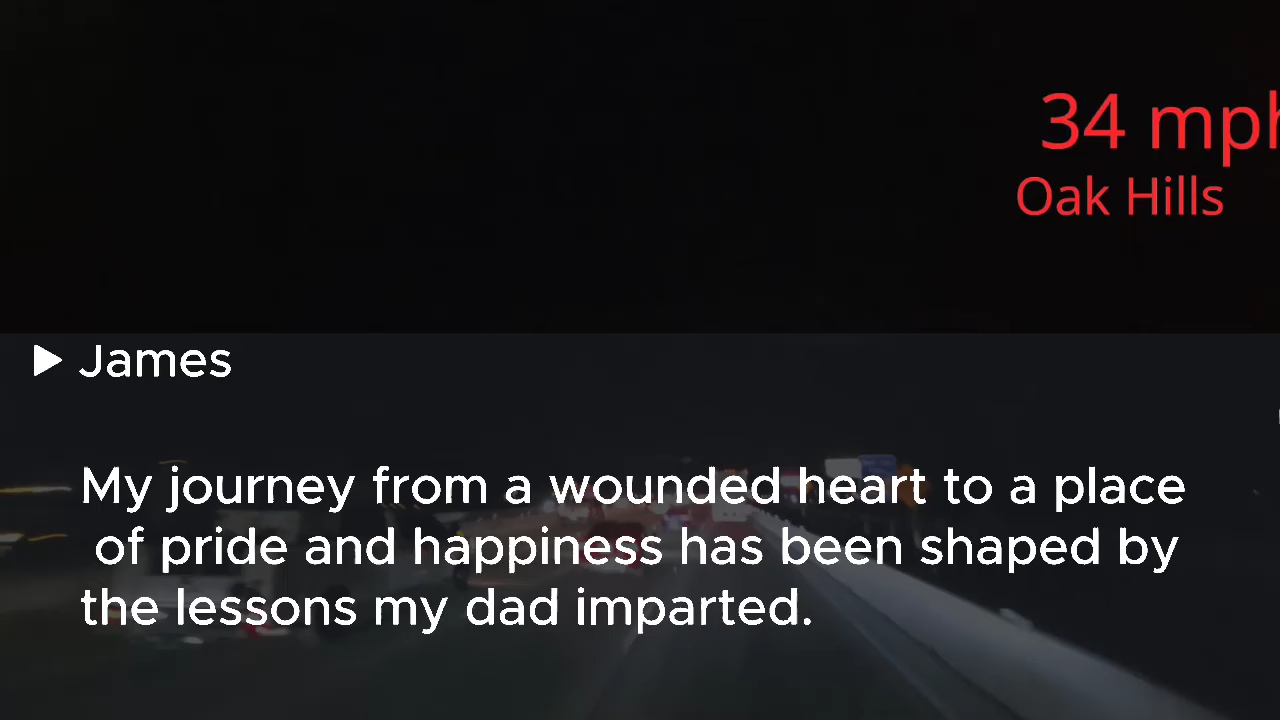 34 mph
Oak Hills
▶ James
My journey from a wounded heart to a place
of pride and happiness has been shaped by
the lessons my dad imparted.